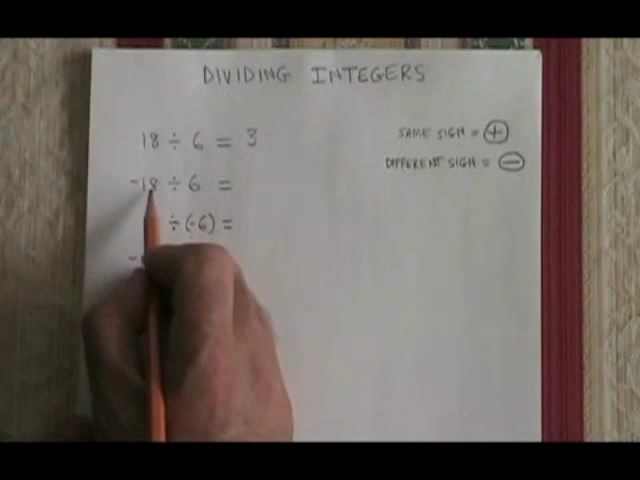 DIVIDING INTEGERS
18 ÷ 6 = 3
SAME SIGN = +
DIFFERENT SIGN = -
-18 ÷ 6 =
÷ (-6) =
-